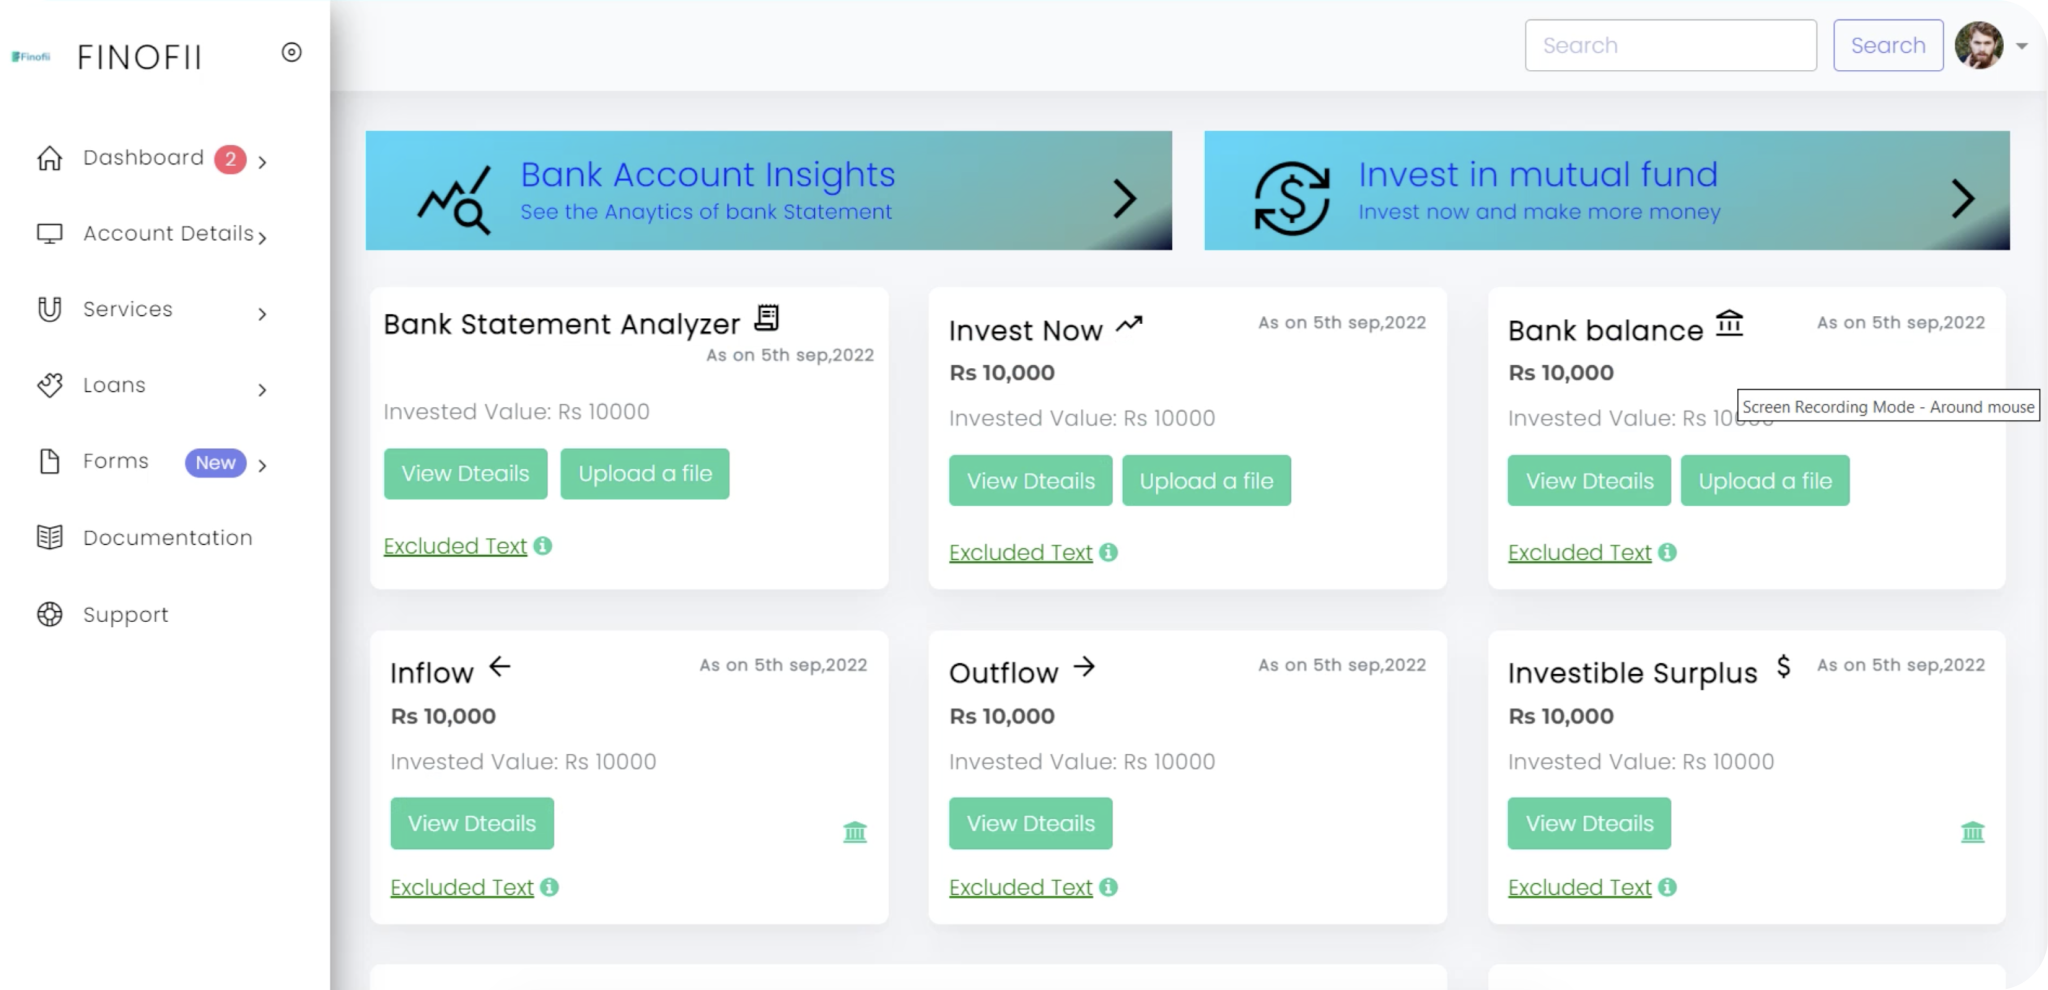 Finofii
FINOFII
Dashboard 2
Account Details
Services
Loans
Forms New
Documentation
Support
Search Search
Bank Account Insights
See the Anaytics of bank Statement
Invest in mutual fund
Invest now and make more money
Bank Statement Analyzer
As on 5th sep,2022
Invested Value: Rs 10000
View Dteails Upload a file
Excluded Text
Invest Now As on 5th sep,2022
Rs 10,000
Invested Value: Rs 10000
View Dteails Upload a file
Excluded Text
Bank balance As on 5th sep,2022
Rs 10,000
Screen Recording Mode - Around mouse
Invested Value: Rs 10000
View Dteails Upload a file
Excluded Text
Inflow As on 5th sep,2022
Rs 10,000
Invested Value: Rs 10000
View Dteails
Excluded Text
Outflow As on 5th sep,2022
Rs 10,000
Invested Value: Rs 10000
View Dteails
Excluded Text
Investible Surplus $ As on 5th sep,2022
Rs 10,000
Invested Value: Rs 10000
View Dteails
Excluded Text